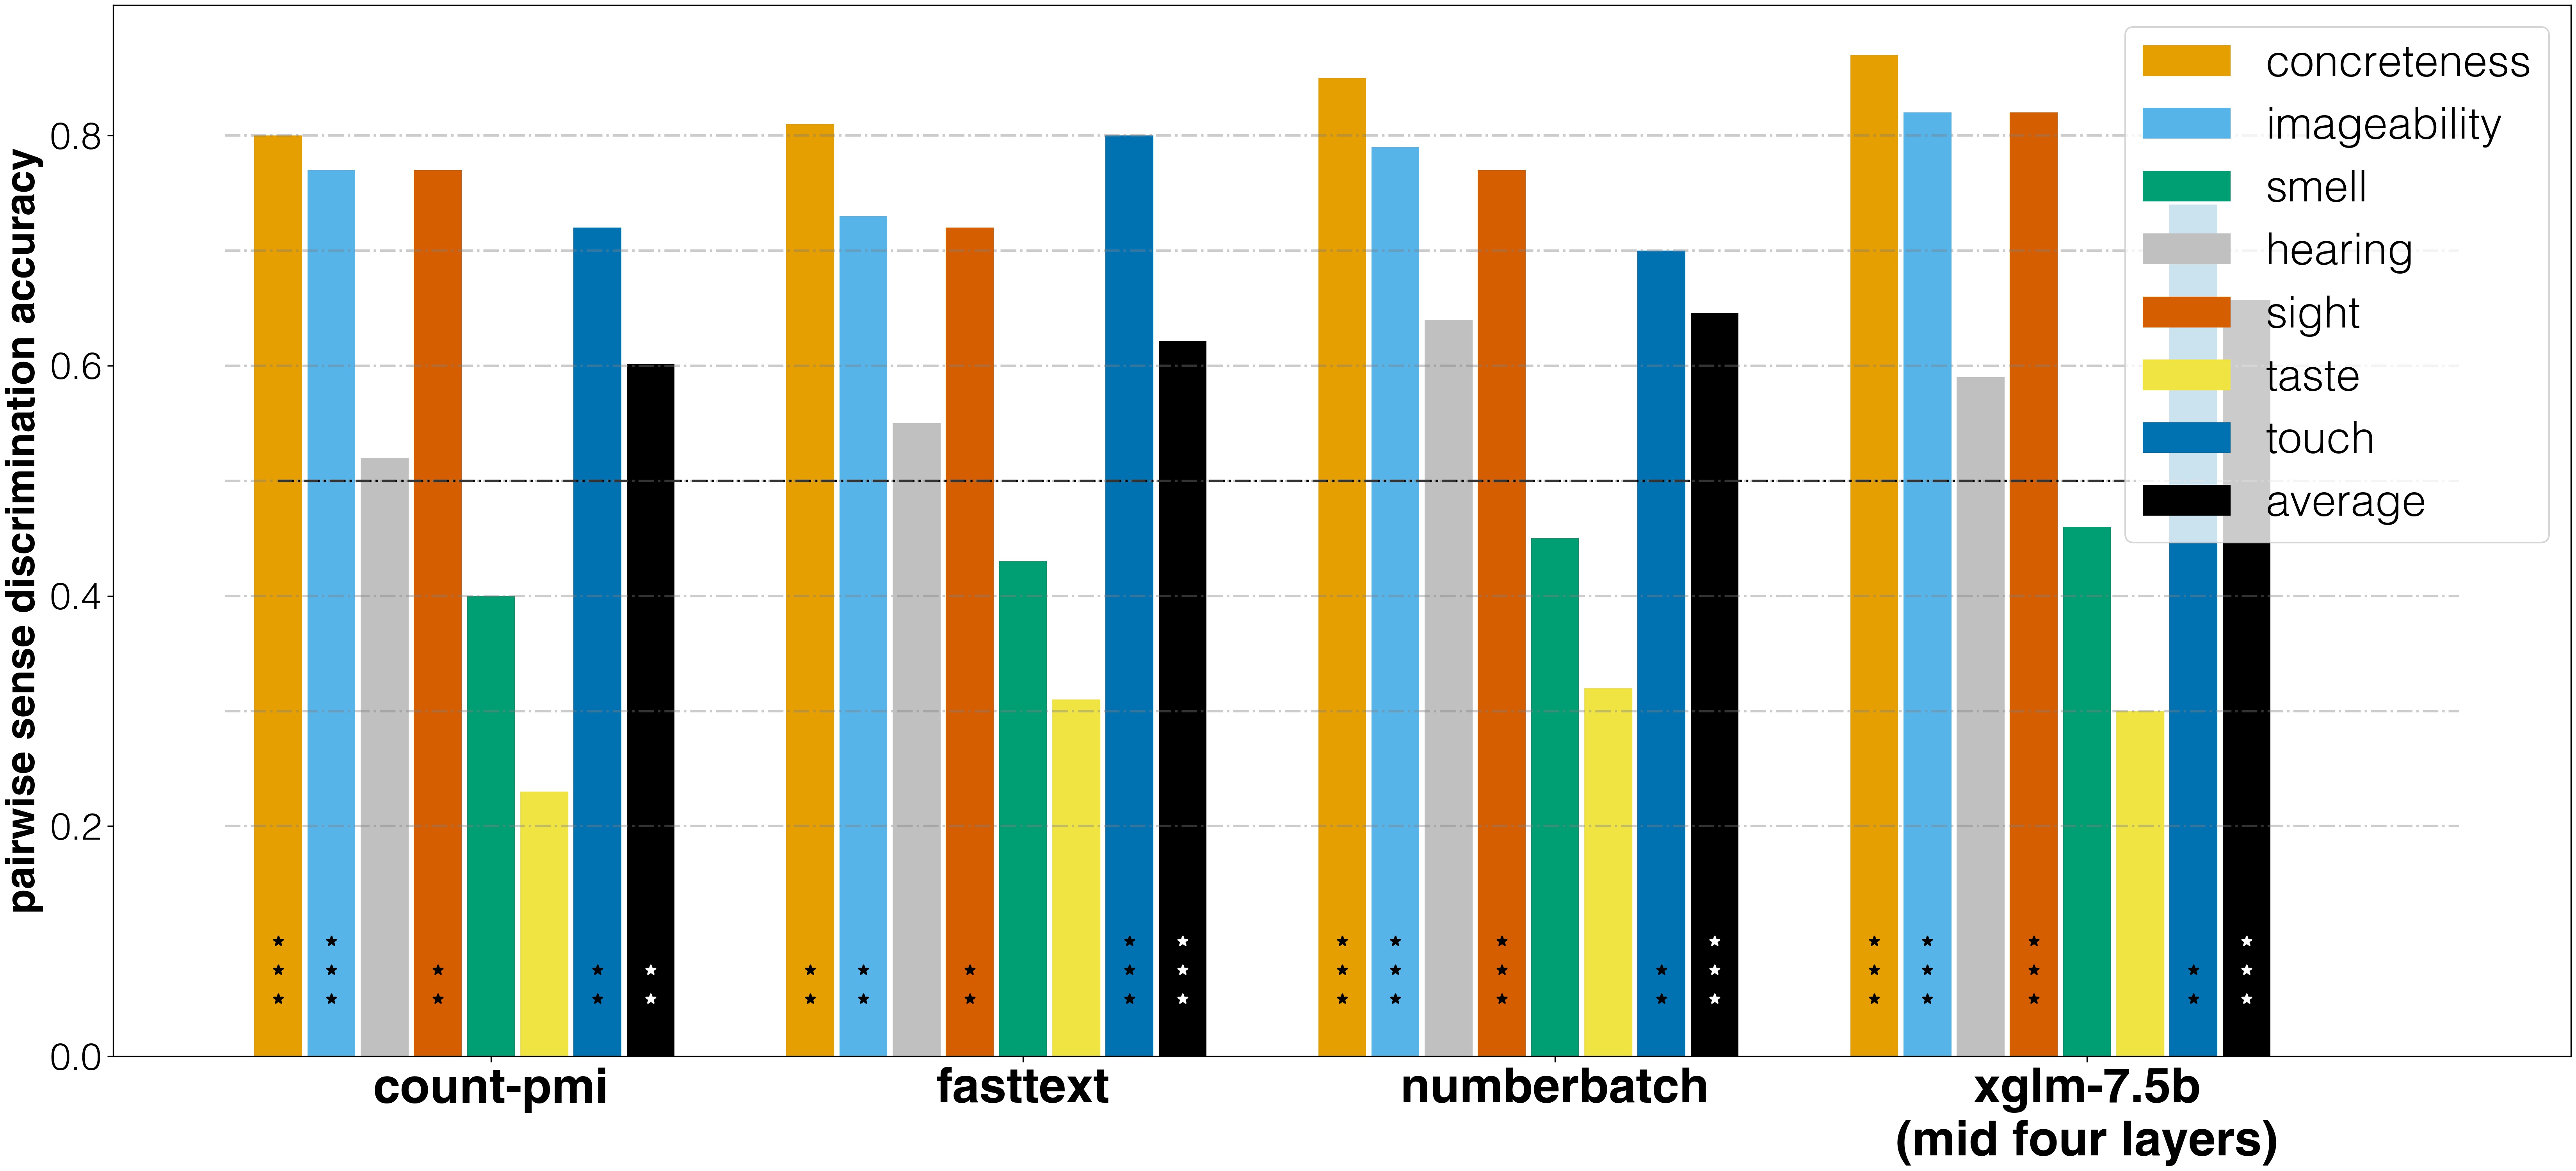 pairwise sense discrimination accuracy
0.8
0.6
0.4
0.2
0.0
concreteness
imageability
smell
hearing
sight
taste
touch
average
count-pmi
fasttext
numberbatch
xglm-7.5b
(mid four layers)